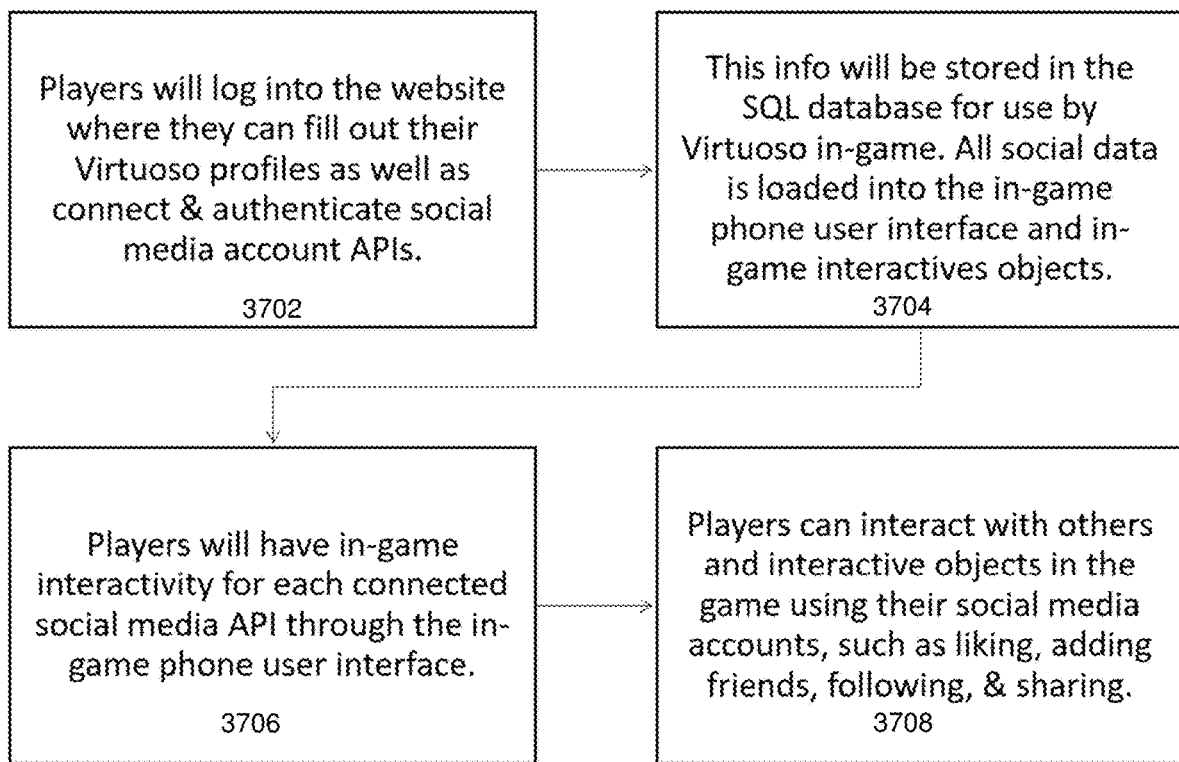 Players will log into the website
where they can fill out their
Virtuoso profiles as well as
connect & authenticate social
media account APIs.
3702
This info will be stored in the
SQL database for use by
Virtuoso in-game. All social data
is loaded into the in-game
phone user interface and in-
game interactives objects.
3704
Players will have in-game
interactivity for each connected
social media API through the in-
game phone user interface.
3706
Players can interact with others
and interactive objects in the
game using their social media
accounts, such as liking, adding
friends, following, & sharing.
3708